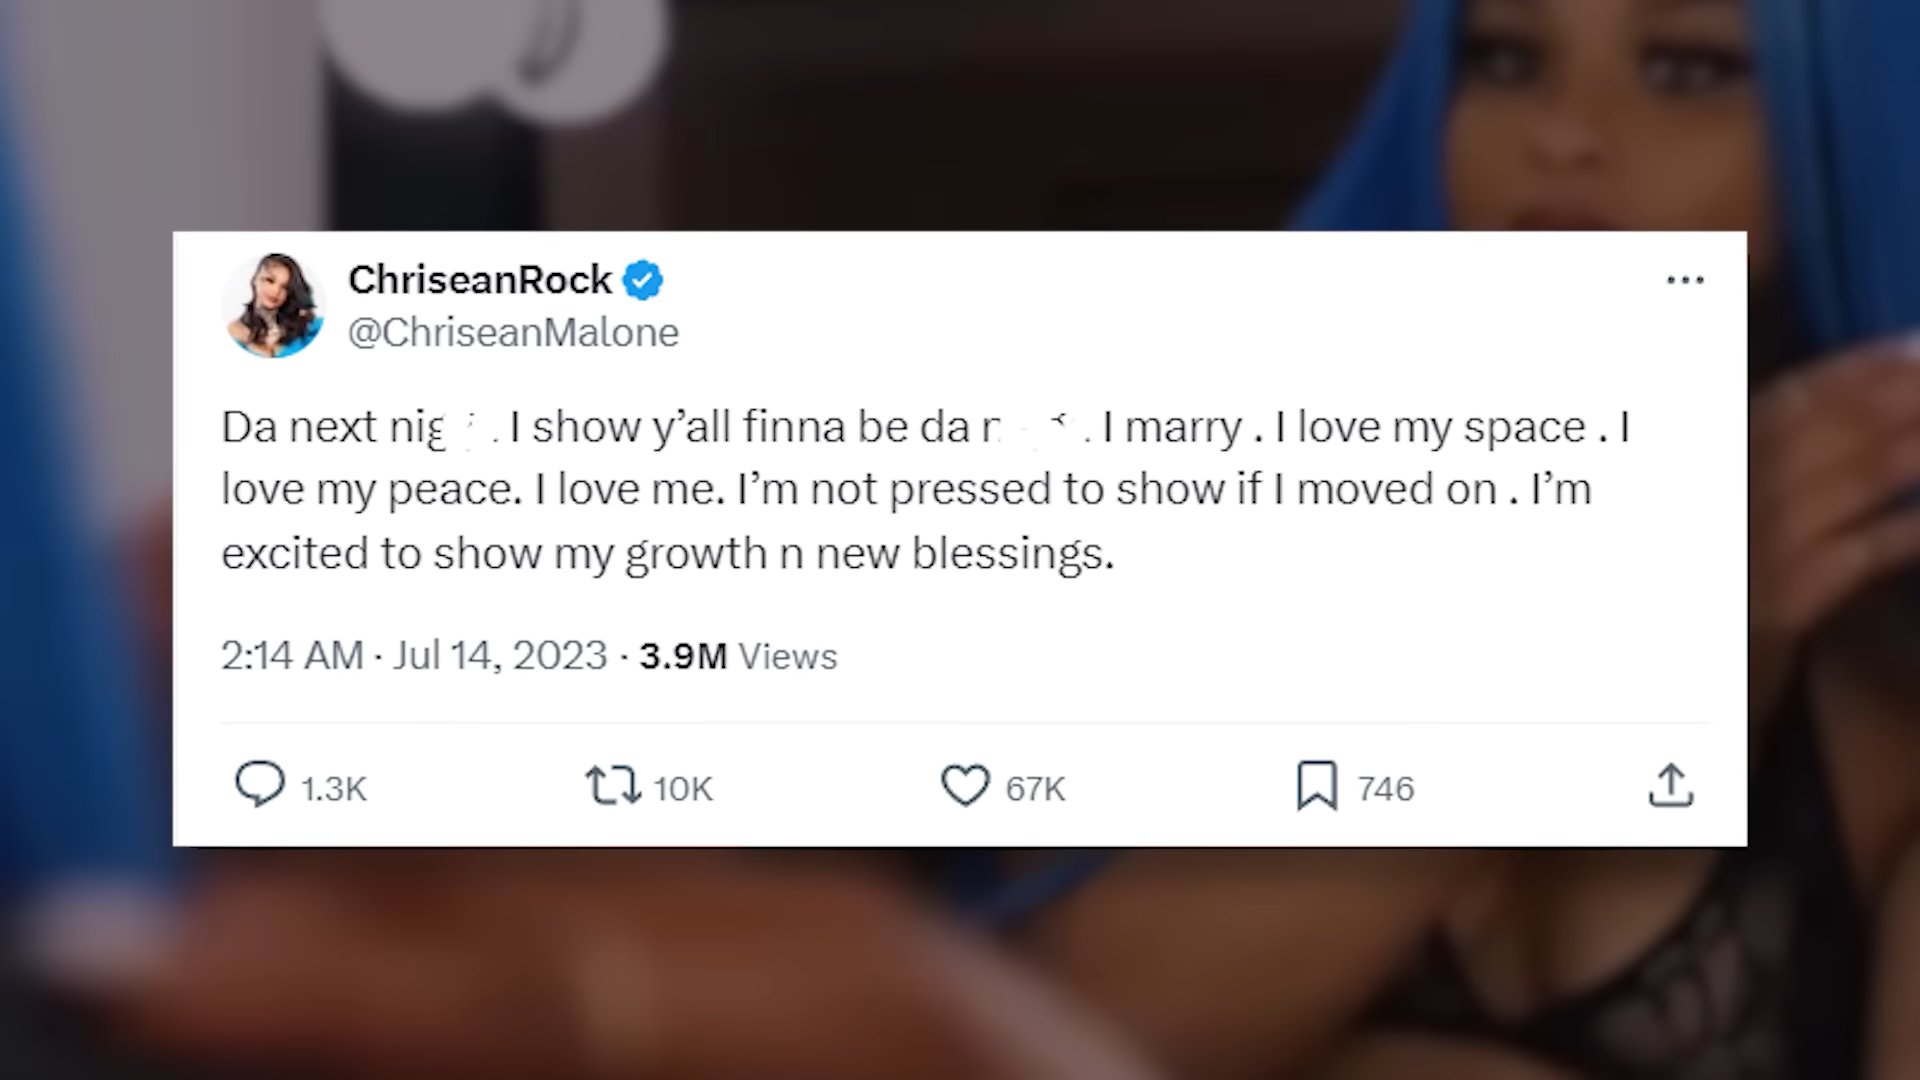 ChriseanRock
@ChriseanMalone
Da next . I show y’all finna be da . I marry . I love my space . I
love my peace. I love me. I’m not pressed to show if I moved on . I’m
excited to show my growth n new blessings.
2:14 AM · Jul 14, 2023 · 3.9M Views
1.3K 10K 67K 746